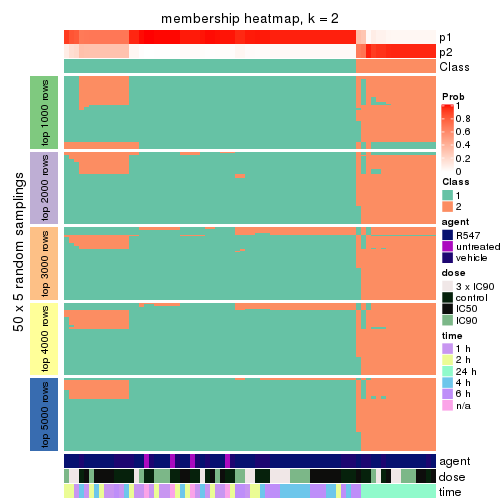 membership heatmap, k = 2
p1
p2
Class
50 x 5 random samplings
top 1000 rows
top 2000 rows
top 3000 rows
top 4000 rows
top 5000 rows
Prob
1
0.8
0.6
0.4
0.2
0
Class
1
2
agent
R547
untreated
vehicle
dose
3 x IC90
control
IC50
IC90
time
1 h
2 h
24 h
4 h
6 h
n/a
agent
dose
time